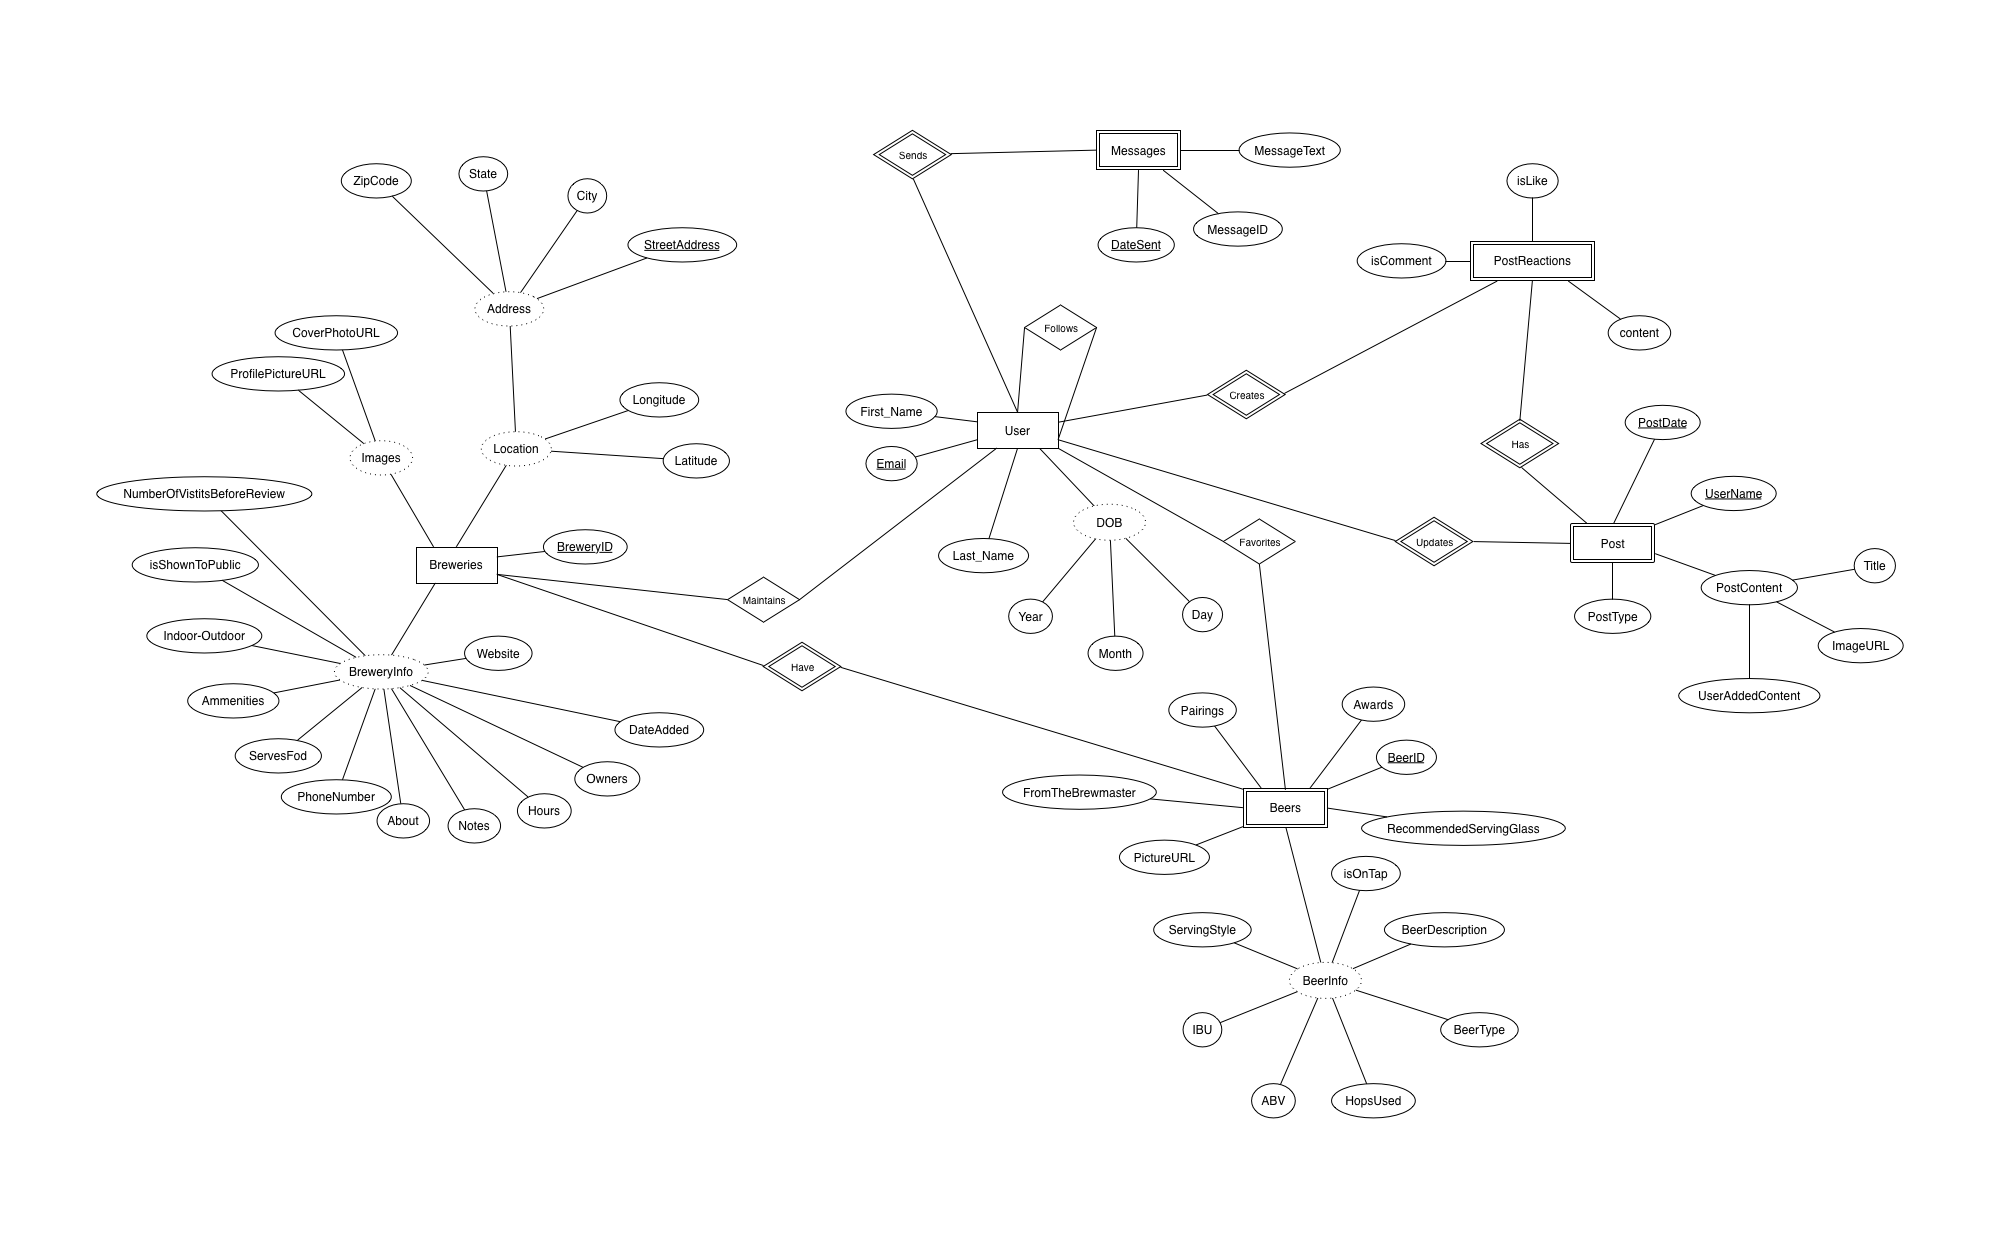 Sends
Messages
MessageText
DateSent
MessageID
ZipCode
State
City
StreetAddress
Address
isLike
isComment
PostReactions
content
CoverPhotoURL
ProfilePictureURL
Images
Location
Longitude
Latitude
Follows
First_Name
User
Email
Last_Name
Creates
Has
PostDate
UserName
NumberOfVistitsBeforeReview
isShownToPublic
Breweries
BreweryID
DOB
Year
Month
Day
Favorites
Updates
Post
Title
PostContent
PostType
ImageURL
UserAddedContent
Maintains
Have
Indoor-Outdoor
Website
BreweryInfo
Ammenities
DateAdded
ServesFod
Owners
PhoneNumber
About
Notes
Hours
Pairings
Awards
BeerID
FromTheBrewmaster
Beers
RecommendedServingGlass
PictureURL
isOnTap
ServingStyle
BeerDescription
BeerInfo
IBU
BeerType
ABV
HopsUsed